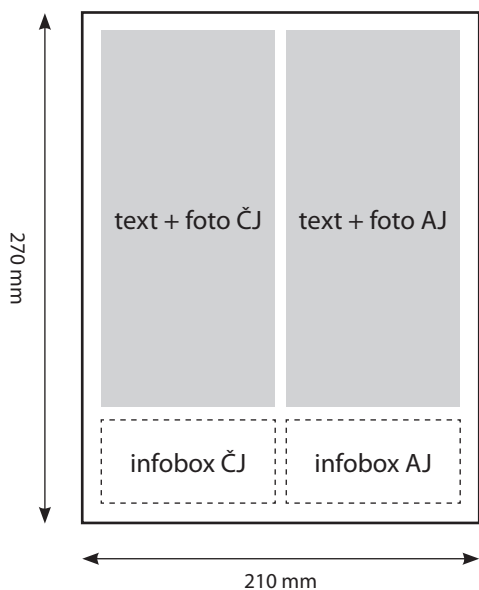 text + foto ČJ
text + foto AJ
270 mm
infobox ČJ
infobox AJ
210 mm